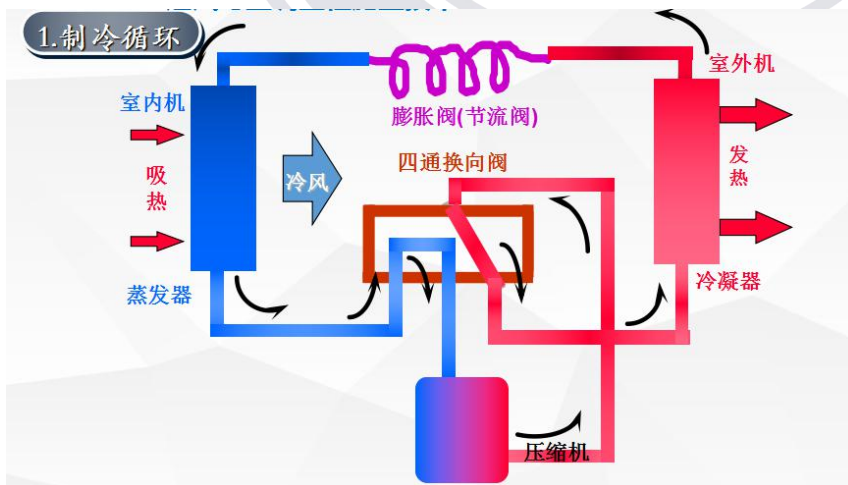 1.制冷循环
室内机
室外机
膨胀阀(节流阀)
四通换向阀
吸热
冷风
发热
蒸发器
冷凝器
压缩机